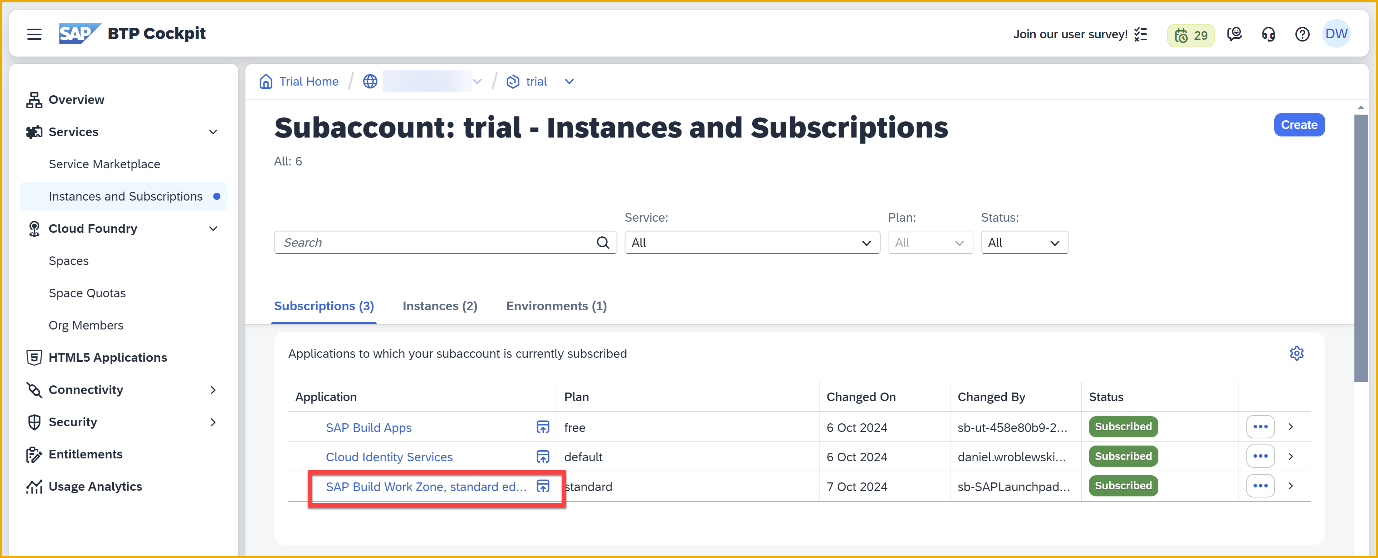 SAP BTP Cockpit
Join our user survey!
29
DW
Overview
Services
Service Marketplace
Instances and Subscriptions
Cloud Foundry
Spaces
Space Quotas
Org Members
HTML5 Applications
Connectivity
Security
Entitlements
Usage Analytics
Trial Home / / trial
Subaccount: trial - Instances and Subscriptions
Create
All: 6
Service: Plan: Status:
Search All All All
Subscriptions (3) Instances (2) Environments (1)
Applications to which your subaccount is currently subscribed
Application Plan Changed On Changed By Status
SAP Build Apps free 6 Oct 2024 sb-ut-458e80b9-2... Subscribed
Cloud Identity Services default 6 Oct 2024 daniel.wroblewski... Subscribed
SAP Build Work Zone, standard ed... standard 7 Oct 2024 sb-SAPLaunchpad... Subscribed